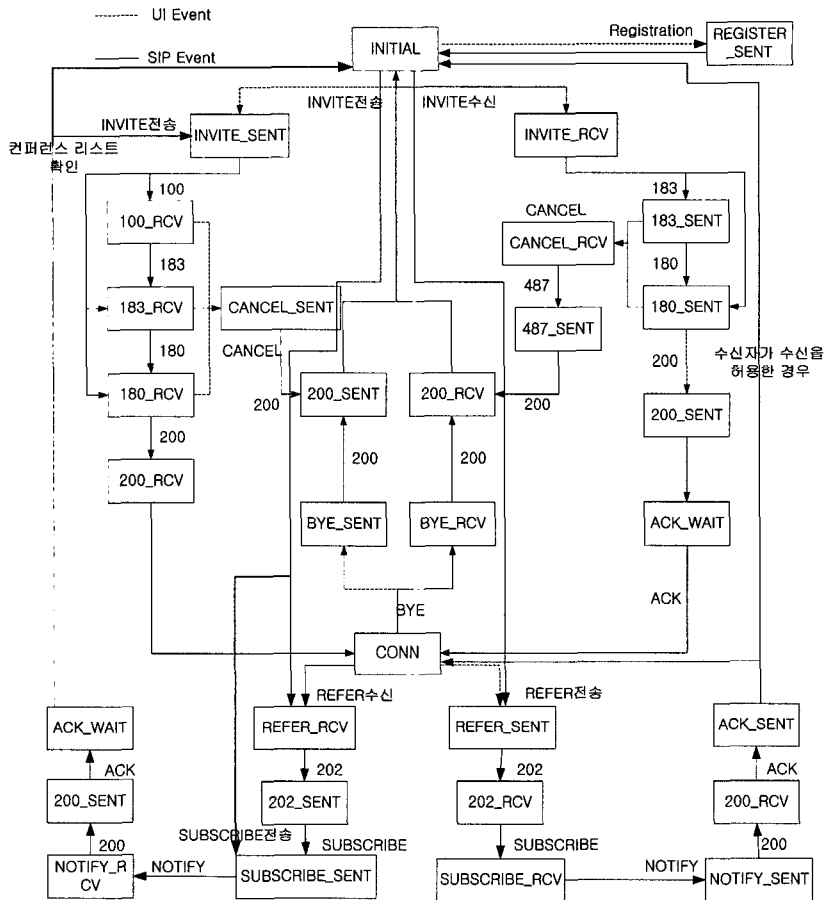 UI Event
SIP Event
INITIAL
Registration
REGISTER
_SENT
INVITE전송
INVITE수신
INVITE전송
INVITE_SENT
INVITE_RCV
컨퍼런스 리스트
확인
100
183
100_RCV
183_SENT
CANCEL
CANCEL_RCV
183
180
183_RCV
CANCEL_SENT
487
180_SENT
487_SENT
180
CANCEL
200
수신자가 수신음
허용한 경우
180_RCV
200
200_SENT
200_RCV
200
200_SENT
200
200_RCV
200
200
BYE_SENT
BYE_RCV
ACK_WAIT
ACK
BYE
CONN
REFER수신
REFER전송
ACK_WAIT
REFER_RCV
REFER_SENT
ACK_SENT
ACK
202
202
ACK
200_SENT
202_SENT
202_RCV
200_RCV
200
SUBSCRIBE전송
SUBSCRIBE
SUBSCRIBE
200
NOTIFY_R
CV
NOTIFY
SUBSCRIBE_SENT
SUBSCRIBE_RCV
NOTIFY
NOTIFY_SENT